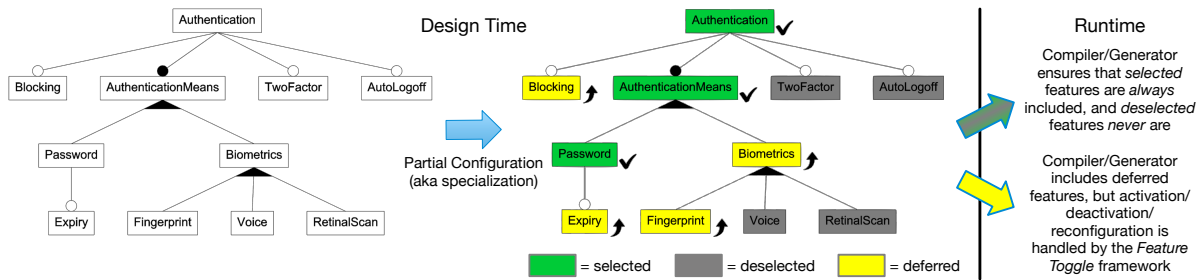 Authentication
Blocking
AuthenticationMeans
TwoFactor
AutoLogoff
Password
Biometrics
Expiry
Fingerprint
Voice
RetinalScan
Design Time
Partial Configuration
(aka specialization)
Authentication
Blocking
AuthenticationMeans
TwoFactor
AutoLogoff
Password
Biometrics
Expiry
Fingerprint
Voice
RetinalScan
= selected
= deselected
= deferred
Runtime
Compiler/Generator
ensures that selected
features are always
included, and deselected
features never are
Compiler/Generator
includes deferred
features, but activation/
deactivation/
reconfiguration is
handled by the Feature
Toggle framework